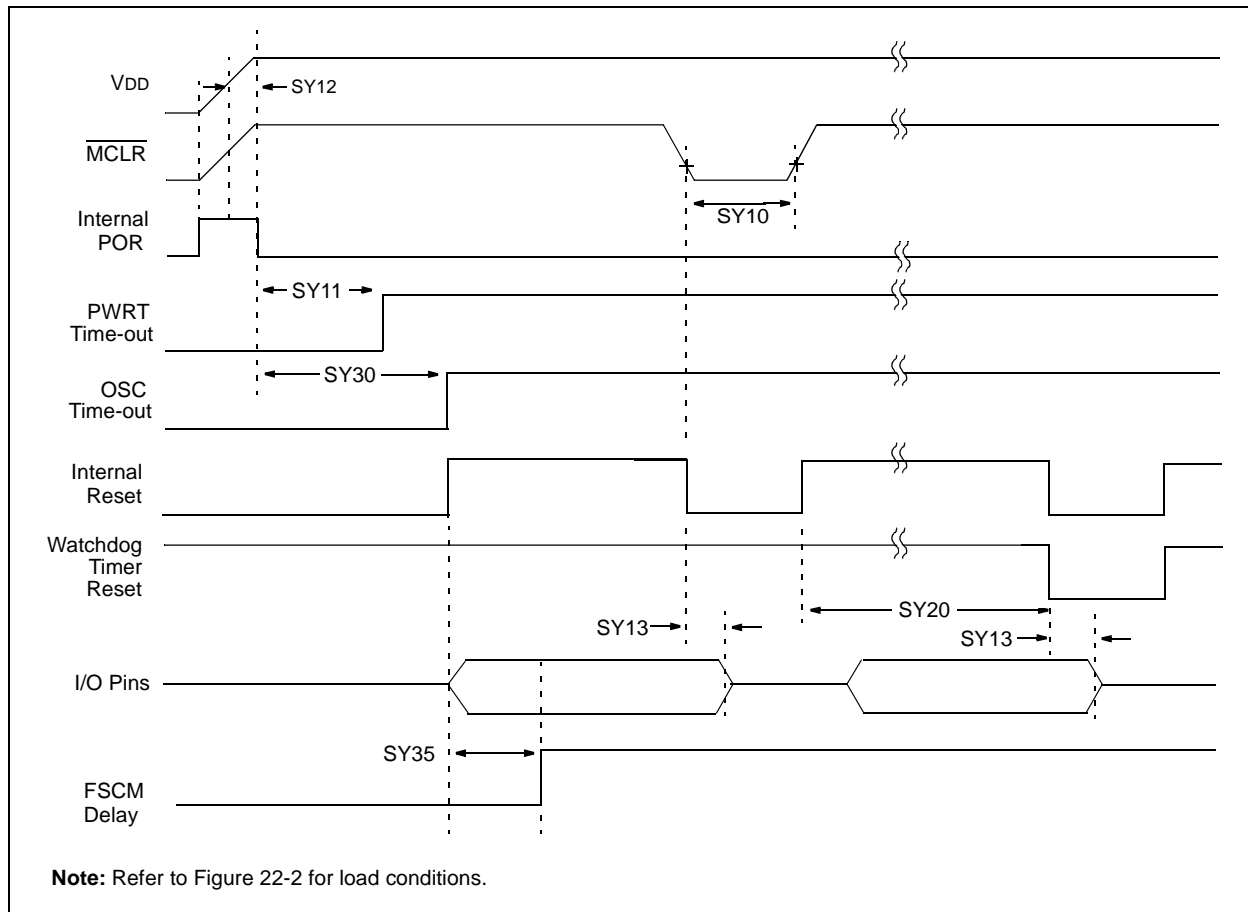 VDD
SY12
MCLR
SY10
Internal
POR
SY11
PWRT
Time-out
SY30
OSC
Time-out
Internal
Reset
Watchdog
Timer
Reset
SY20
SY13
SY13
I/O Pins
SY35
FSCM
Delay
Note: Refer to Figure 22-2 for load conditions.